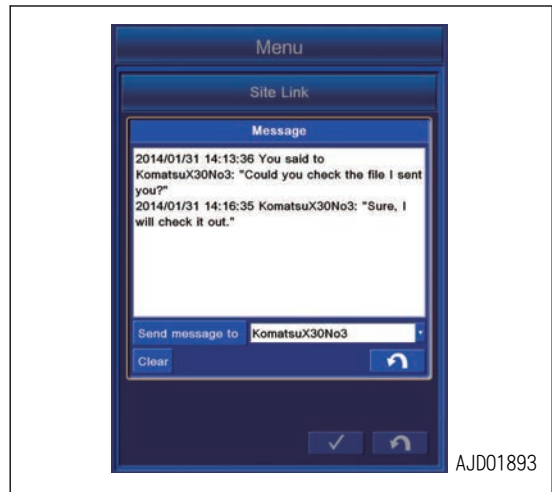 Menu
Site Link
Message
2014/01/31 14:13:36 You said to
KomatsuX30No3: "Could you check the file I sent
you?"
2014/01/31 14:16:35 KomatsuX30No3: "Sure, I
will check it out."
Send message to KomatsuX30No3
Clear
AJD01893